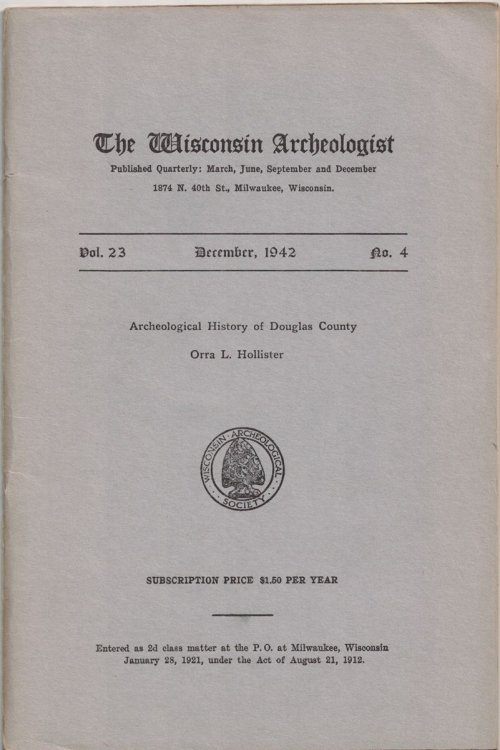 The Wisconsin Archeologist
Published Quarterly: March, June, September and December
1874 N. 40th St., Milwaukee, Wisconsin.
Vol. 23 December, 1942 No. 4
Archeological History of Douglas County
Orra L. Hollister
WISCONSIN · ARCHEOLOGICAL
SOCIETY
SUBSCRIPTION PRICE $1.50 PER YEAR
Entered as 2d class matter at the P. O. at Milwaukee, Wisconsin
January 28, 1921, under the Act of August 21, 1912.